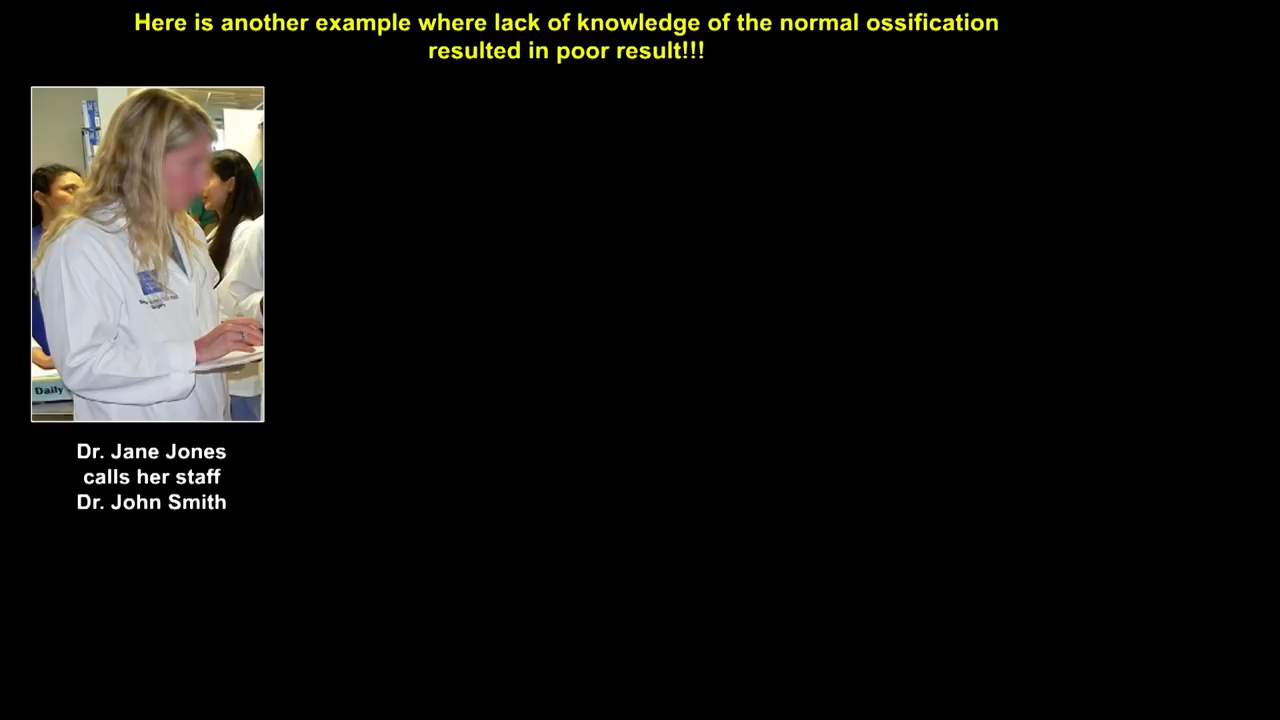 Here is another example where lack of knowledge of the normal ossification
resulted in poor result!!!
Daily
Dr. Jane Jones
calls her staff
Dr. John Smith